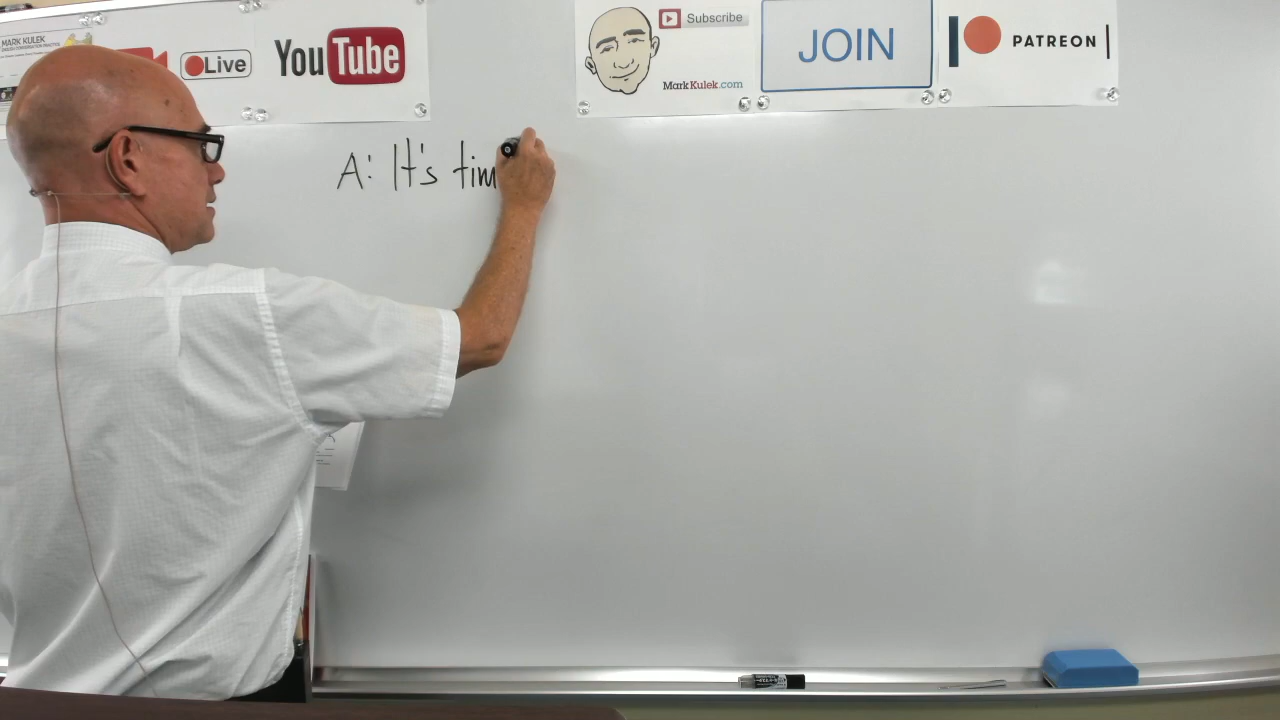 MARK KULEK
Live
YouTube
Subscribe
MarkKulek.com
JOIN
PATREON
A: It's tim